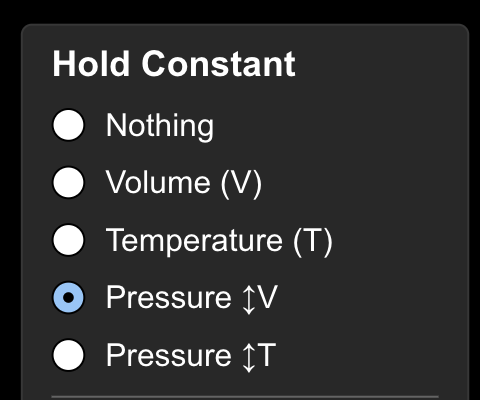 Hold Constant
Nothing
Volume (V)
Temperature (T)
Pressure ↕V
Pressure ↕T